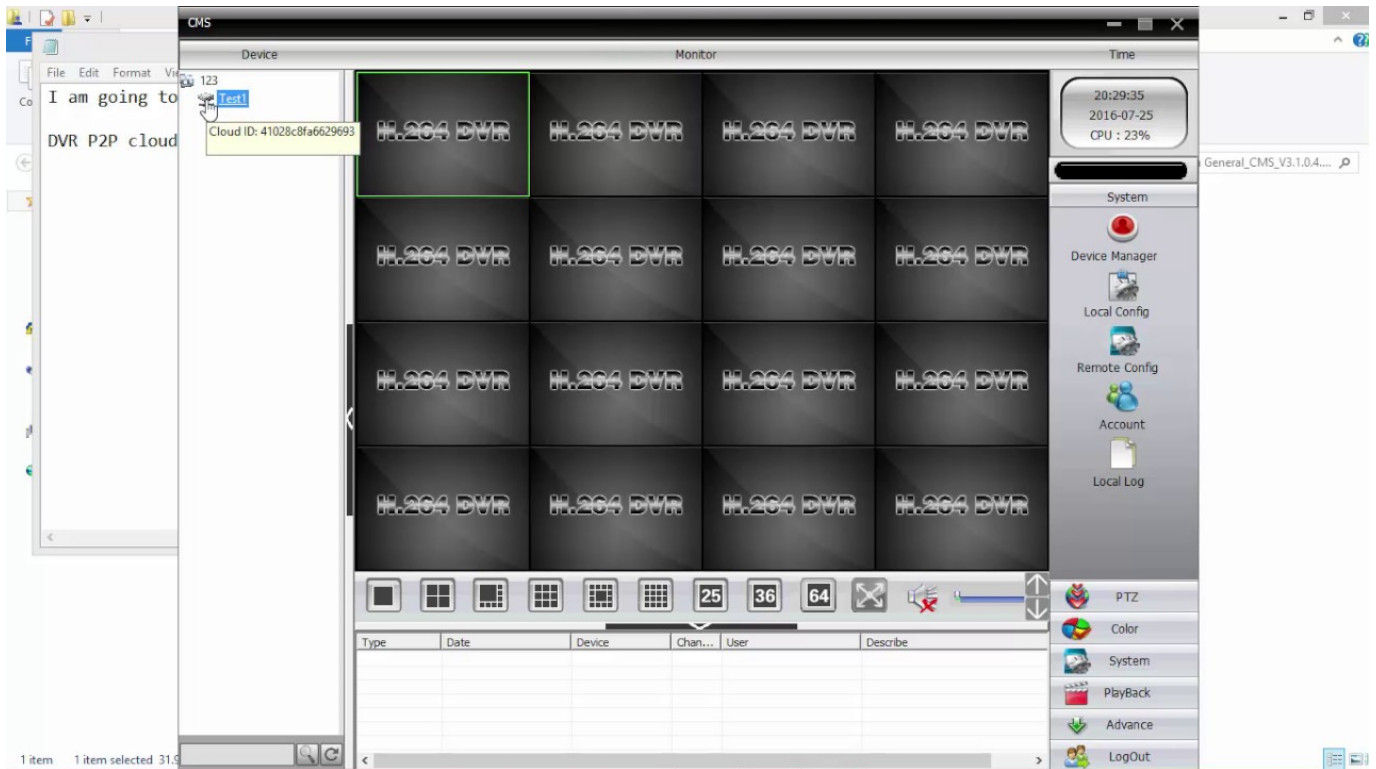 CMS
Device Monitor Time
File Edit Format
I am going to
DVR P2P cloud
123
Test1
Cloud ID: 41028c8fa6629693
H.264 DVR H.264 DVR H.264 DVR H.264 DVR
H.264 DVR H.264 DVR H.264 DVR H.264 DVR
H.264 DVR H.264 DVR H.264 DVR H.264 DVR
H.264 DVR H.264 DVR H.264 DVR H.264 DVR
20:29:35
2016-07-25
CPU : 23%
General_CMS_V3.1.0.4....
System
Device Manager
Local Config
Remote Config
Account
Local Log
25 36 64
PTZ
Color
System
PlayBack
Advance
LogOut
Type Date Device Chan... User Describe
1 item 1 item selected 31.9